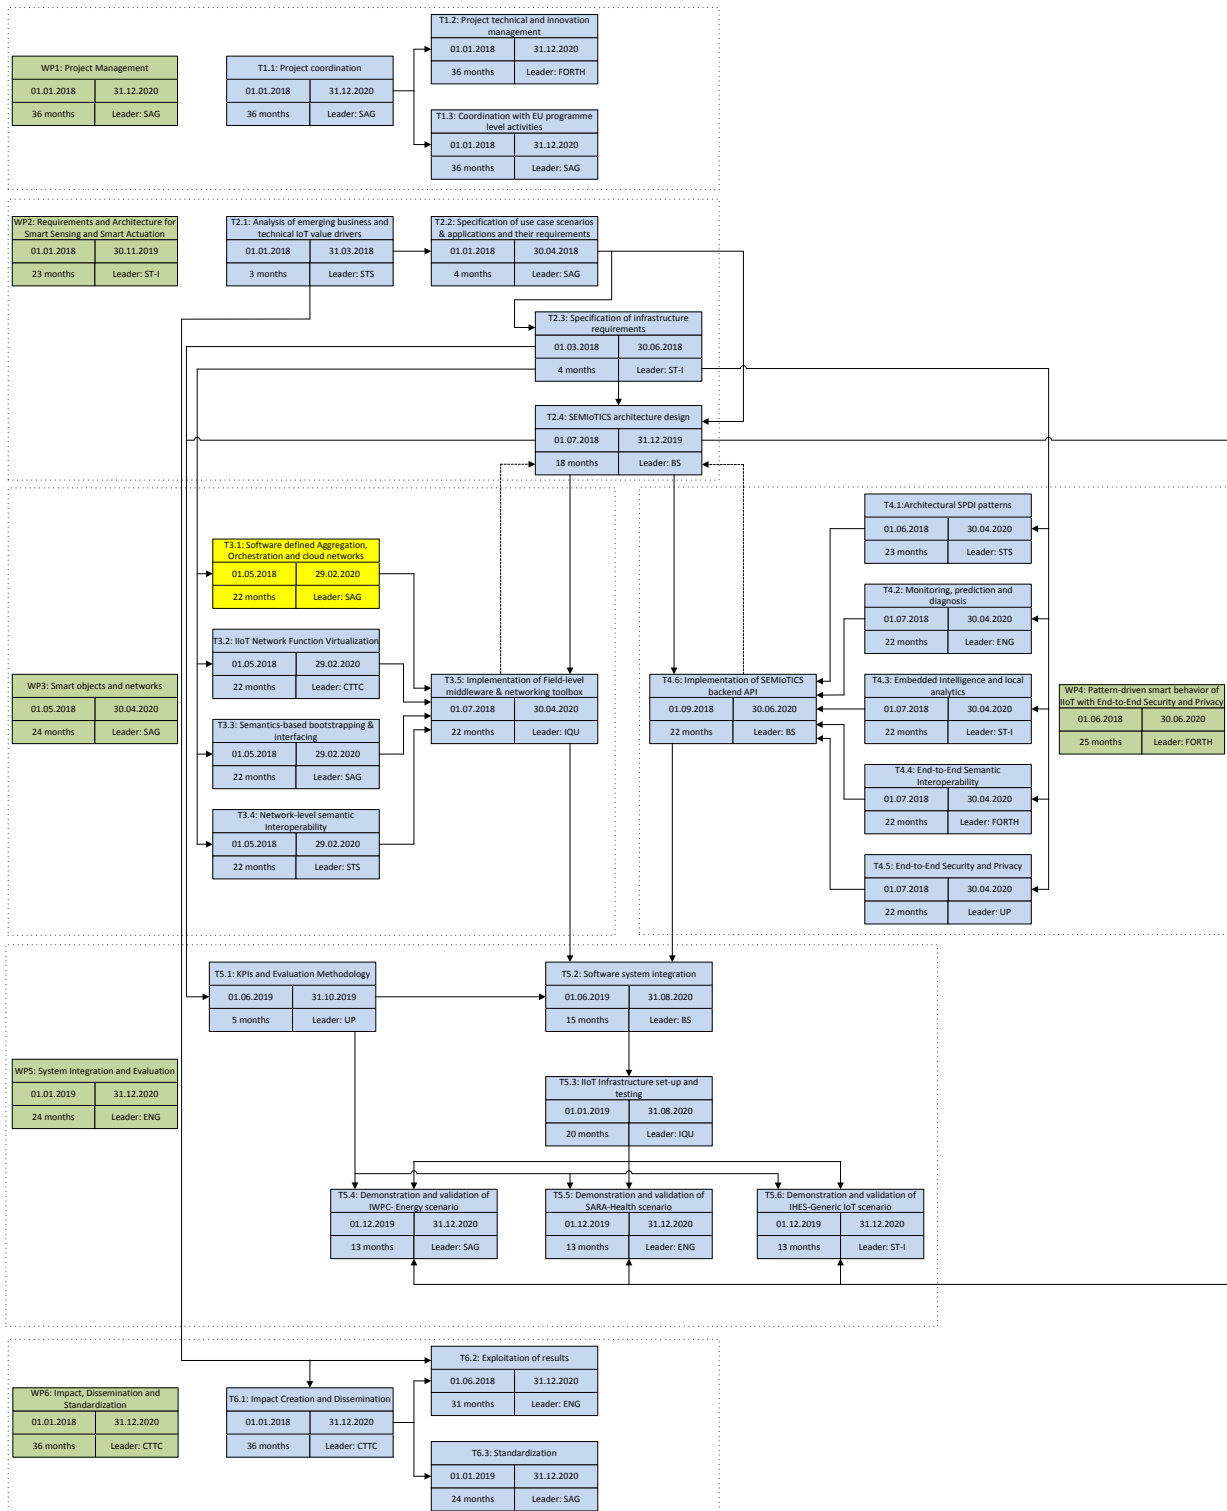 T1.2: Project technical and innovation
management
01.01.2018 31.12.2020
36 months Leader: FORTH
WP1: Project Management
01.01.2018 31.12.2020
36 months Leader: SAG
T1.1: Project coordination
01.01.2018 31.12.2020
36 months Leader: SAG
T1.3: Coordination with EU programme
level activities
01.01.2018 31.12.2020
36 months Leader: SAG
WP2: Requirements and Architecture for
Smart Sensing and Smart Actuation
01.01.2018 30.11.2019
23 months Leader: ST-I
T2.1: Analysis of emerging business and
technical IoT value drivers
01.01.2018 31.03.2018
3 months Leader: STS
T2.2: Specification of use case scenarios
& applications and their requirements
01.01.2018 30.04.2018
4 months Leader: SAG
T2.3: Specification of infrastructure
requirements
01.03.2018 30.06.2018
4 months Leader: ST-I
T2.4: SEMIoTICS architecture design
01.07.2018 31.12.2019
18 months Leader: BS
T3.1: Software defined Aggregation,
Orchestration and cloud networks
01.05.2018 29.02.2020
22 months Leader: SAG
T3.2: IIoT Network Function Virtualization
01.05.2018 29.02.2020
22 months Leader: CTTC
WP3: Smart objects and networks
01.05.2018 30.04.2020
24 months Leader: SAG
T3.3: Semantics-based bootstrapping &
interfacing
01.05.2018 29.02.2020
22 months Leader: SAG
T3.4: Network-level semantic
Interoperability
01.05.2018 29.02.2020
22 months Leader: STS
T3.5: Implementation of Field-level
middleware & networking toolbox
01.07.2018 30.04.2020
22 months Leader: IQU
T4.6: Implementation of SEMIoTICS
backend API
01.09.2018 30.06.2020
22 months Leader: BS
T4.1:Architectural SPDI patterns
01.06.2018 30.04.2020
23 months Leader: STS
T4.2: Monitoring, prediction and
diagnosis
01.07.2018 30.04.2020
22 months Leader: ENG
T4.3: Embedded Intelligence and local
analytics
01.07.2018 30.04.2020
22 months Leader: ST-I
WP4: Pattern-driven smart behavior of
IIoT with End-to-End Security and Privacy
01.06.2018 30.06.2020
25 months Leader: FORTH
T4.4: End-to-End Semantic
Interoperability
01.07.2018 30.04.2020
22 months Leader: FORTH
T4.5: End-to-End Security and Privacy
01.07.2018 30.04.2020
22 months Leader: UP
T5.1: KPIs and Evaluation Methodology
01.06.2019 31.10.2019
5 months Leader: UP
T5.2: Software system integration
01.06.2019 31.08.2020
15 months Leader: BS
WP5: System Integration and Evaluation
01.01.2019 31.12.2020
24 months Leader: ENG
T5.3: IIoT Infrastructure set-up and
testing
01.01.2019 31.08.2020
20 months Leader: IQU
T5.4: Demonstration and validation of
IWPC- Energy scenario
01.12.2019 31.12.2020
13 months Leader: SAG
T5.5: Demonstration and validation of
SARA-Health scenario
01.12.2019 31.12.2020
13 months Leader: ENG
T5.6: Demonstration and validation of
IHES-Generic IoT scenario
01.12.2019 31.12.2020
13 months Leader: ST-I
T6.2: Exploitation of results
01.06.2018 31.12.2020
31 months Leader: ENG
WP6: Impact, Dissemination and
Standardization
01.01.2018 31.12.2020
36 months Leader: CTTC
T6.1: Impact Creation and Dissemination
01.01.2018 31.12.2020
36 months Leader: CTTC
T6.3: Standardization
01.01.2019 31.12.2020
24 months Leader: SAG